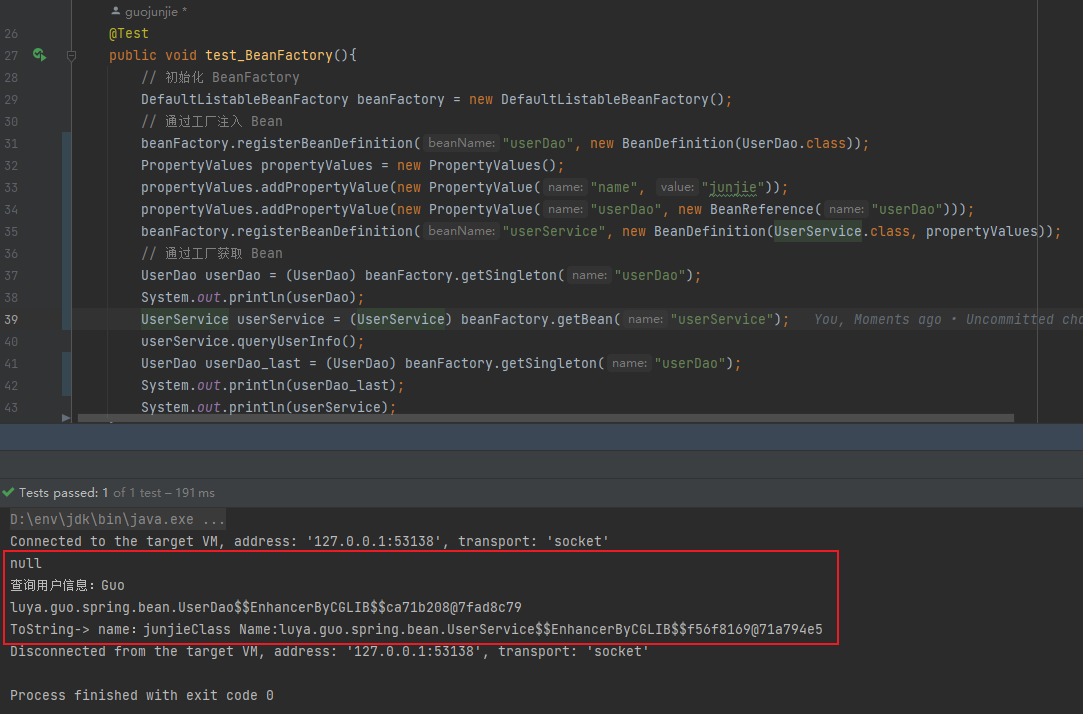 guojunjie *
26 @Test
27 public void test_BeanFactory(){
28 // 初始化 BeanFactory
29 DefaultListableBeanFactory beanFactory = new DefaultListableBeanFactory();
30 // 通过工厂注入 Bean
31 beanFactory.registerBeanDefinition( beanName: "userDao", new BeanDefinition(UserDao.class));
32 PropertyValues propertyValues = new PropertyValues();
33 propertyValues.addPropertyValue(new PropertyValue( name: "name", value: "junjie"));
34 propertyValues.addPropertyValue(new PropertyValue( name: "userDao", new BeanReference( name: "userDao")));
35 beanFactory.registerBeanDefinition( beanName: "userService", new BeanDefinition(UserService.class, propertyValues));
36 // 通过工厂获取 Bean
37 UserDao userDao = (UserDao) beanFactory.getSingleton( name: "userDao");
38 System.out.println(userDao);
39 UserService userService = (UserService) beanFactory.getBean( name: "userService"); You, Moments ago • Uncommitted cha
40 userService.queryUserInfo();
41 UserDao userDao_last = (UserDao) beanFactory.getSingleton( name: "userDao");
42 System.out.println(userDao_last);
43 System.out.println(userService);
Tests passed: 1 of 1 test – 191 ms
D:\env\jdk\bin\java.exe ...
Connected to the target VM, address: '127.0.0.1:53138', transport: 'socket'
null
查询用户信息：Guo
luya.guo.spring.bean.UserDao$$EnhancerByCGLIB$$ca71b208@7fad8c79
ToString-> name：junjieClass Name:luya.guo.spring.bean.UserService$$EnhancerByCGLIB$$f56f8169@71a794e5
Disconnected from the target VM, address: '127.0.0.1:53138', transport: 'socket'
Process finished with exit code 0